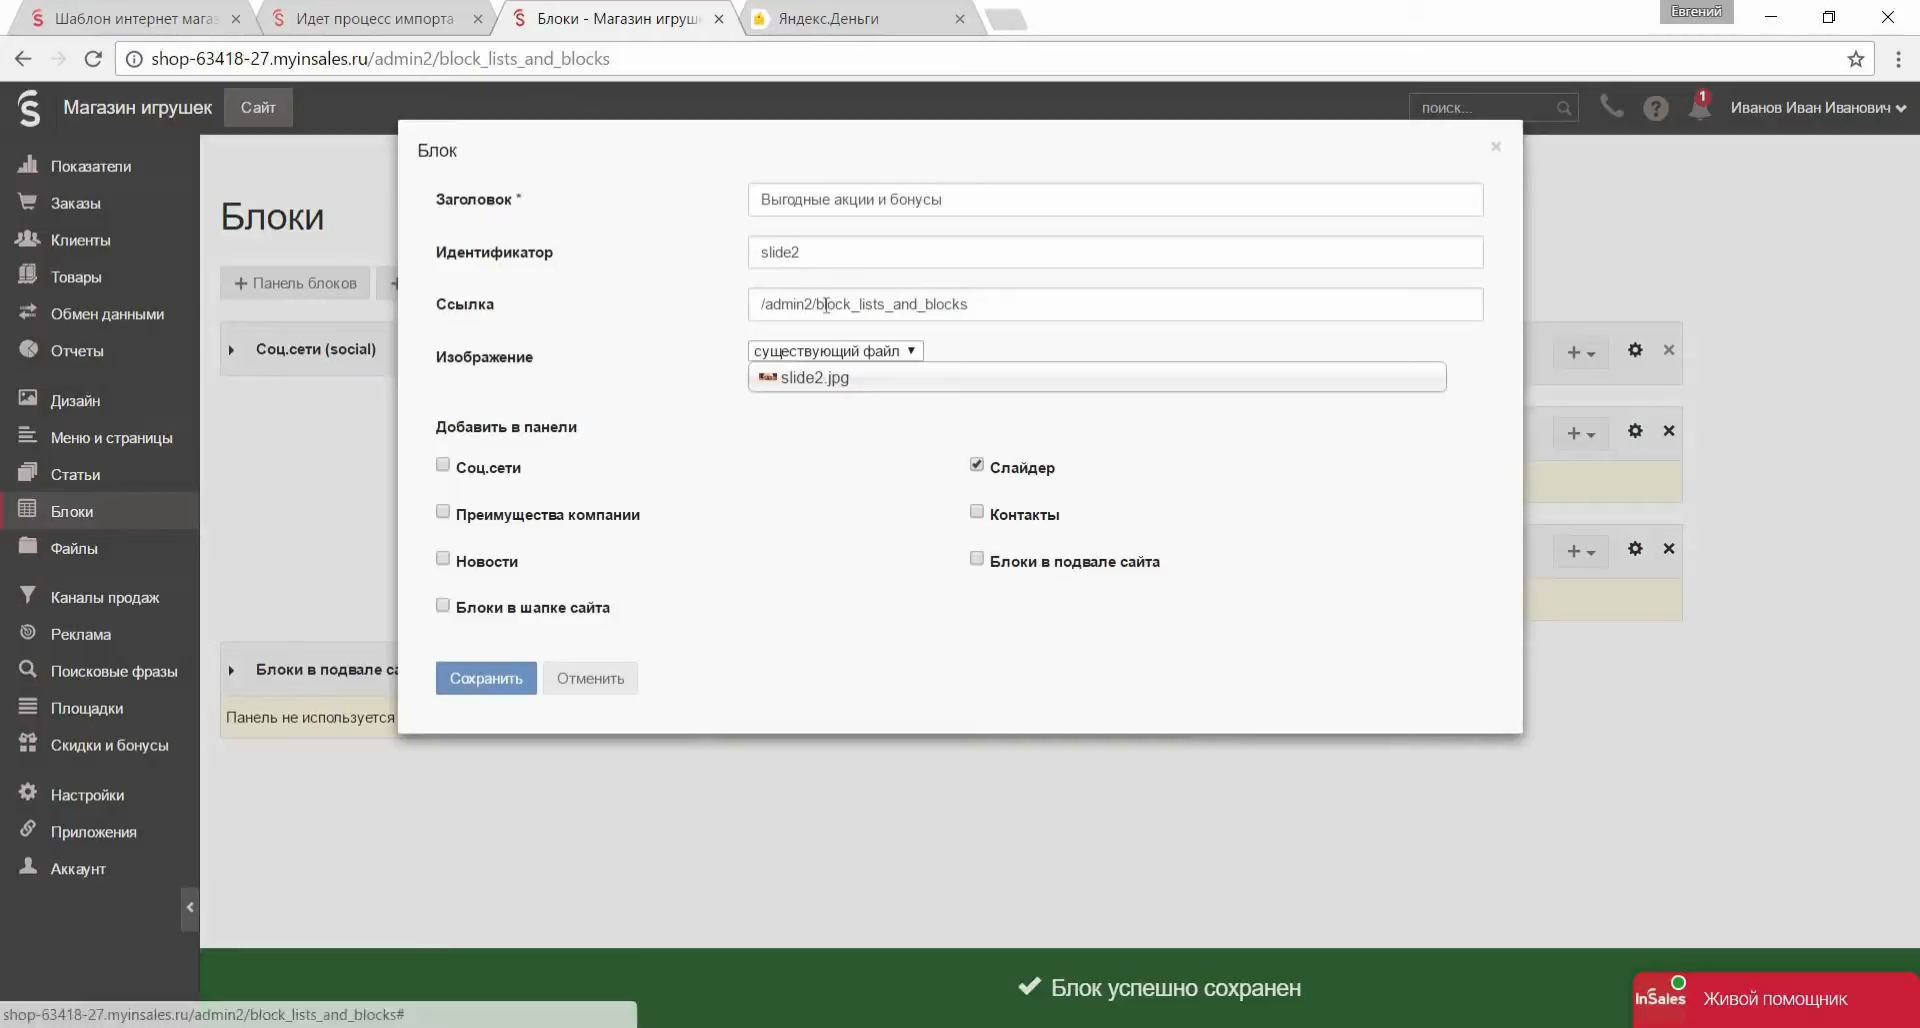 Шаблон интернет мага
Идет процесс импорта
Блоки - Магазин игруш
Яндекс.Деньги
Евгений
shop-63418-27.myinsales.ru/admin2/block_lists_and_blocks
Магазин игрушек
Сайт
поиск...
1
Иванов Иван Иванович
Показатели
Заказы
Клиенты
Товары
Обмен данными
Отчеты
Дизайн
Меню и страницы
Статьи
Блоки
Файлы
Каналы продаж
Реклама
Поисковые фразы
Площадки
Скидки и бонусы
Настройки
Приложения
Аккаунт
Блоки
+ Панель блоков
+
Соц.сети (social)
Блоки в подвале са
Панель не используется
Блок
Заголовок *
Выгодные акции и бонусы
Идентификатор
slide2
Ссылка
/admin2/block_lists_and_blocks
Изображение
существующий файл
slide2.jpg
Добавить в панели
Соц.сети
Слайдер
Преимущества компании
Контакты
Новости
Блоки в подвале сайта
Блоки в шапке сайта
Сохранить
Отменить
Блок успешно сохранен
InSales
Живой помощник
shop-63418-27.myinsales.ru/admin2/block_lists_and_blocks#